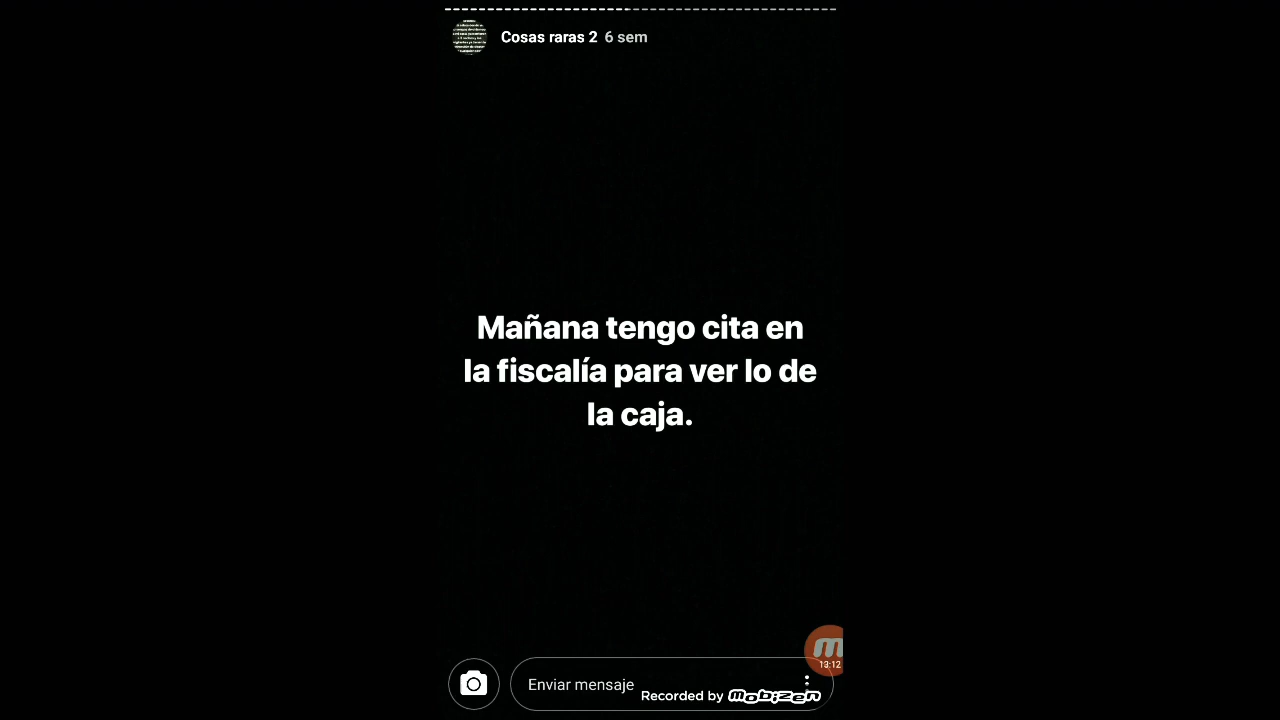 Cosas raras 2 6 sem
Mañana tengo cita en
la fiscalía para ver lo de
la caja.
13:12
Enviar mensaje
Recorded by Mobizen